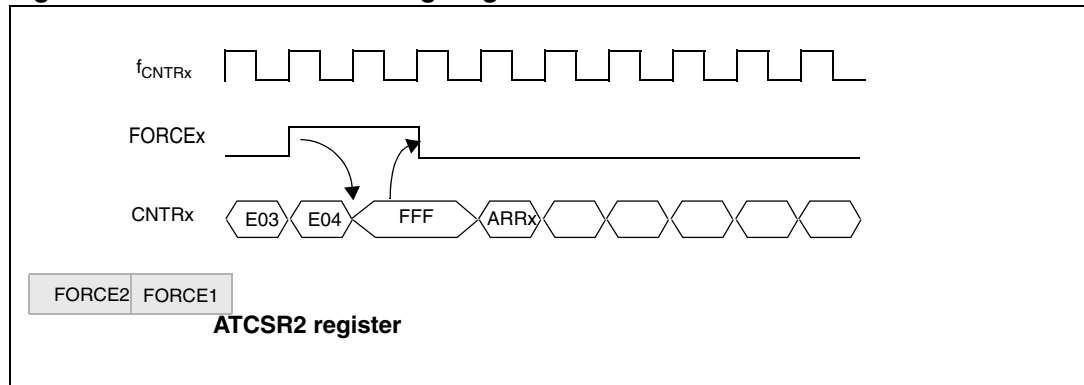 fCNTRx
FORCEx
CNTRx E03 E04 FFF ARRx
FORCE2 FORCE1
ATCSR2 register